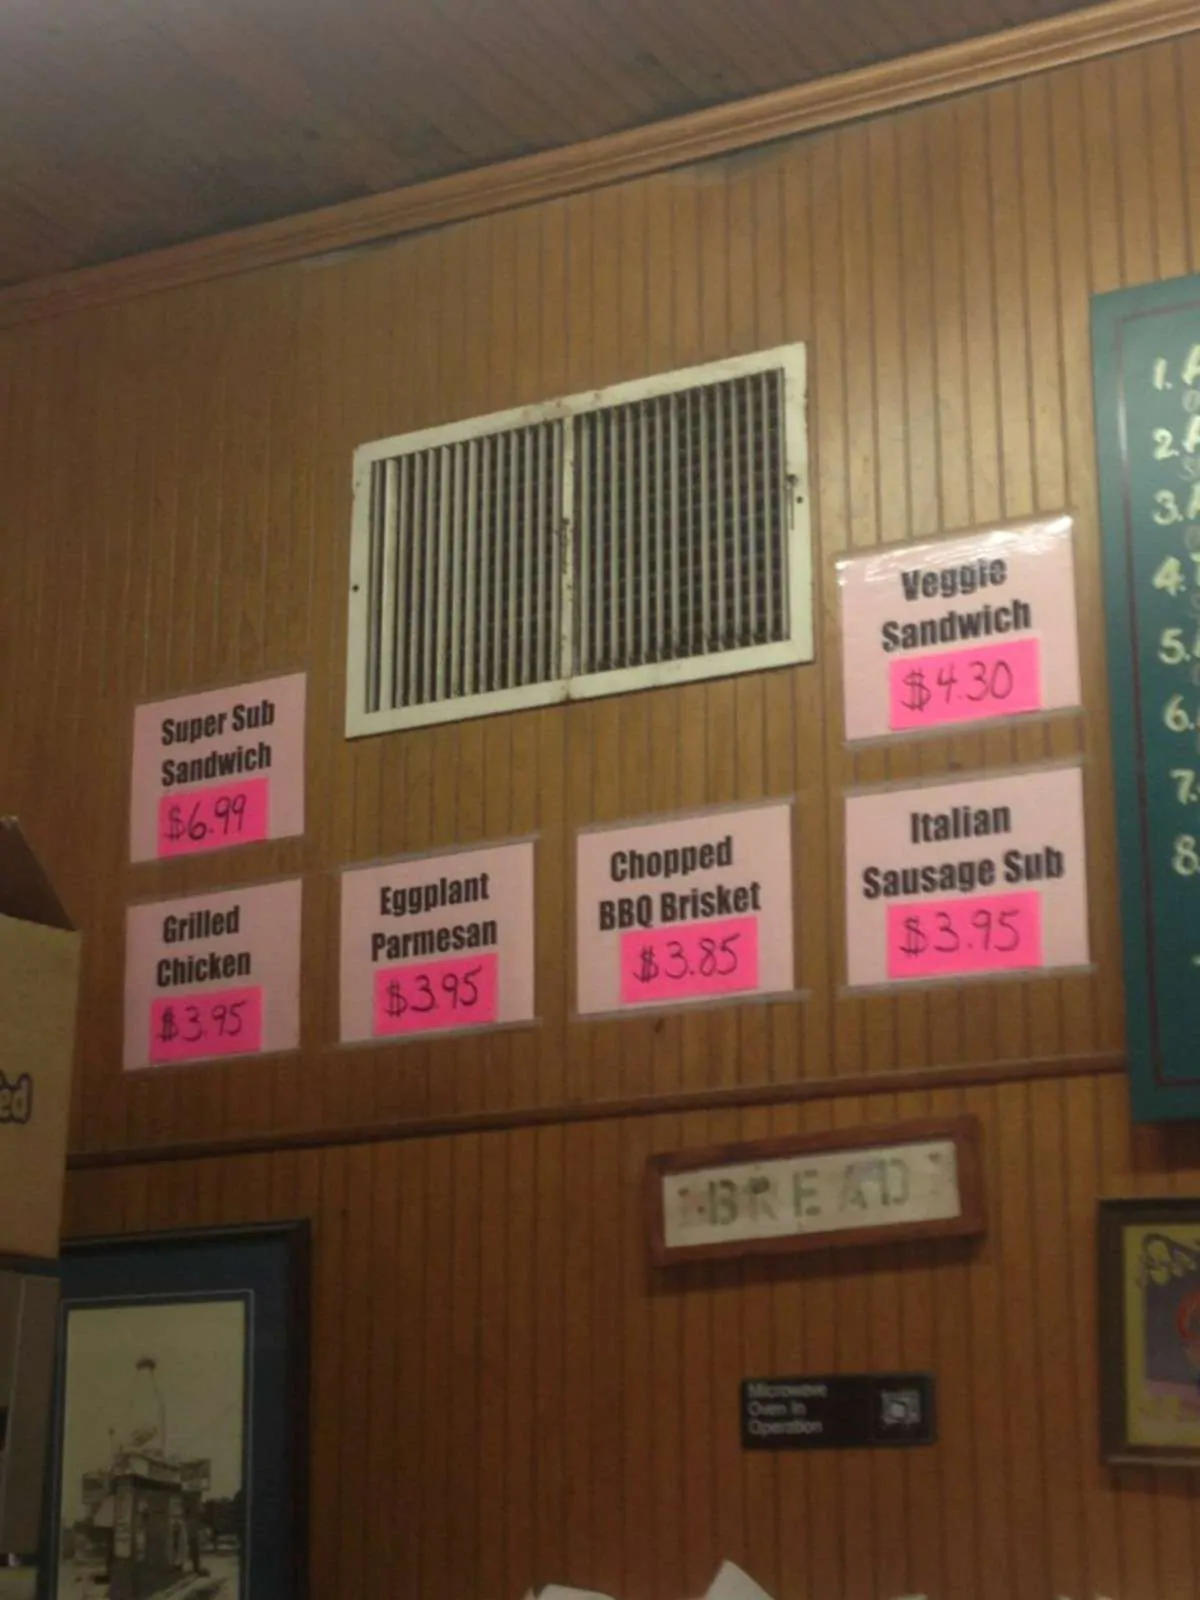 Veggie
Sandwich
$4.30
Super Sub
Sandwich
$6.99
Italian
Sausage Sub
$3.95
Chopped
BBQ Brisket
$3.85
Eggplant
Parmesan
$3.95
Grilled
Chicken
$3.95
1.
2.
3.
4.
5.
6.
7.
8.
ed
BREAD
Microwave
Oven In
Operation